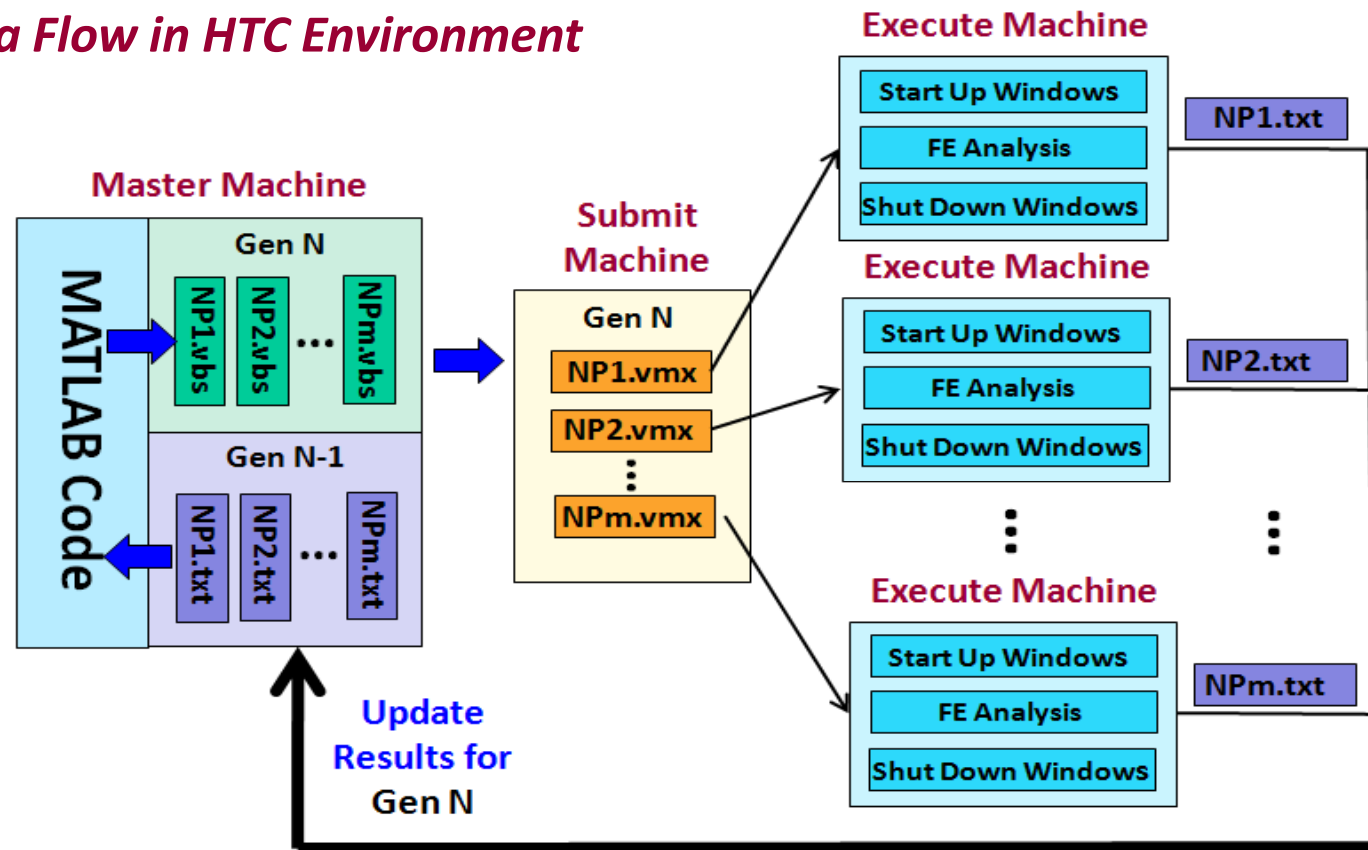 a Flow in HTC Environment
Master Machine
MATLAB Code
Gen N
NP1.vbs
NP2.vbs
...
NPm.vbs
Gen N-1
NP1.txt
NP2.txt
...
NPm.txt
Update
Results for
Gen N
Submit
Machine
Gen N
NP1.vmx
NP2.vmx
NPm.vmx
Execute Machine
Start Up Windows
FE Analysis
Shut Down Windows
NP1.txt
Execute Machine
Start Up Windows
FE Analysis
Shut Down Windows
NP2.txt
Execute Machine
Start Up Windows
FE Analysis
Shut Down Windows
NPm.txt